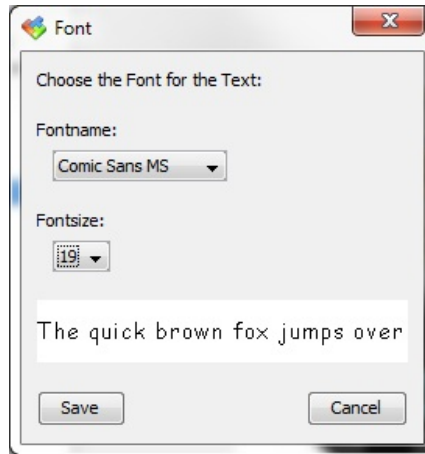 Font
Choose the Font for the Text:
Fontname:
Comic Sans MS
Fontsize:
19
The quick brown fox jumps over
Save
Cancel